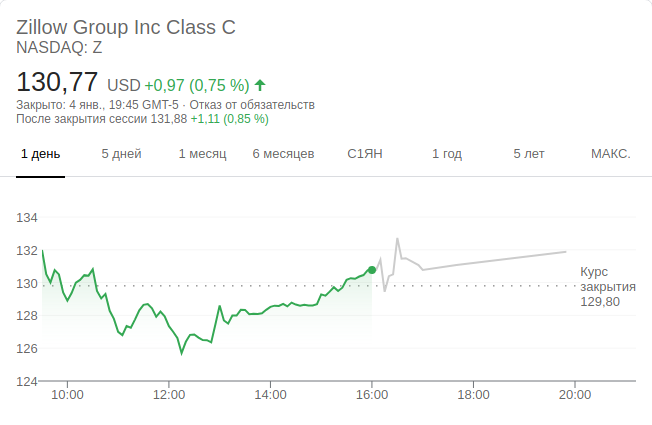 Zillow Group Inc Class C
NASDAQ: Z
130,77 USD +0,97 (0,75 %)
Закрыто: 4 янв., 19:45 GMT-5 · Отказ от обязательств
После закрытия сессии 131,88 +1,11 (0,85 %)
1 день 5 дней 1 месяц 6 месяцев С1ЯН 1 год 5 лет МАКС.
134
132
130
128
126
124
Курс
закрытия
129,80
10:00 12:00 14:00 16:00 18:00 20:00